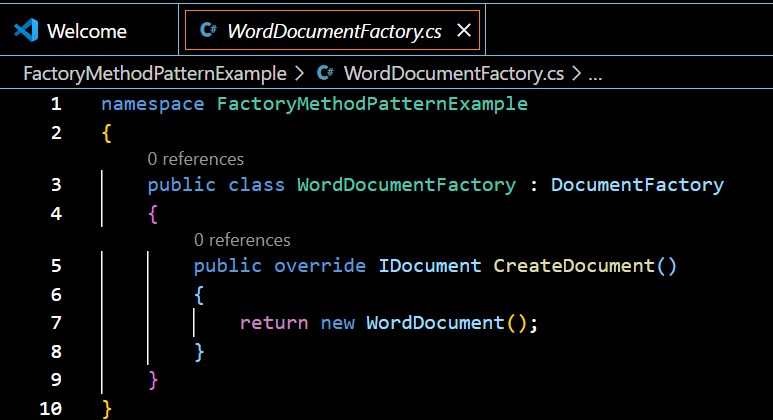 Welcome
C# WordDocumentFactory.cs ×
FactoryMethodPatternExample > C# WordDocumentFactory.cs > ...
1 namespace FactoryMethodPatternExample
2 {
0 references
3 public class WordDocumentFactory : DocumentFactory
4 {
0 references
5 public override IDocument CreateDocument()
6 {
7 return new WordDocument();
8 }
9 }
10 }